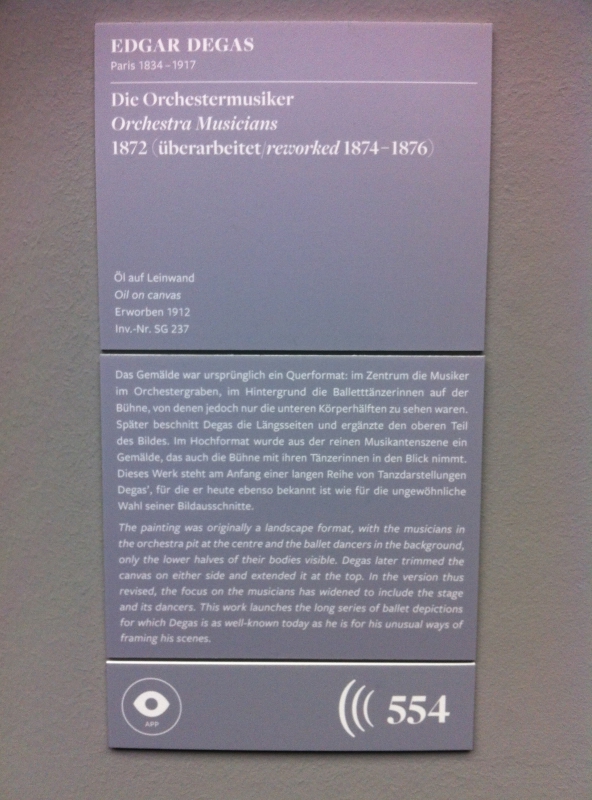 EDGAR DEGAS
Paris 1834–1917
Die Orchestermusiker
Orchestra Musicians
1872 (überarbeitet/reworked 1874–1876)
Öl auf Leinwand
Oil on canvas
Erworben 1912
Inv.-Nr. SG 237
Das Gemälde war ursprünglich ein Querformat: im Zentrum die Musiker
im Orchestergraben, im Hintergrund die Balletttänzerinnen auf der
Bühne, von denen jedoch nur die unteren Körperhälften zu sehen waren.
Später beschnitt Degas die Längsseiten und ergänzte den oberen Teil
des Bildes. Im Hochformat wurde aus der reinen Musikantenszene ein
Gemälde, das auch die Bühne mit ihren Tänzerinnen in den Blick nimmt.
Dieses Werk steht am Anfang einer langen Reihe von Tanzdarstellungen
Degas', für die er heute ebenso bekannt ist wie für die ungewöhnliche
Wahl seiner Bildausschnitte.
The painting was originally a landscape format, with the musicians in
the orchestra pit at the centre and the ballet dancers in the background,
only the lower halves of their bodies visible. Degas later trimmed the
canvas on either side and extended it at the top. In the version thus
revised, the focus on the musicians has widened to include the stage
and its dancers. This work launches the long series of ballet depictions
for which Degas is as well-known today as he is for his unusual ways of
framing his scenes.
APP
554